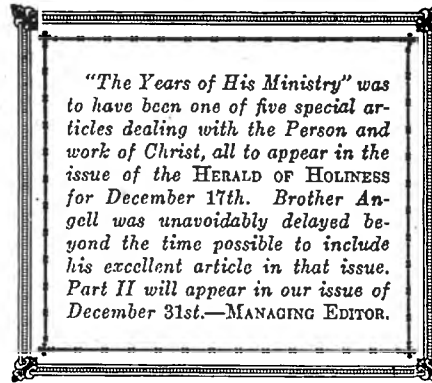 "The Years of His Ministry" was
to have been one of five special ar-
ticles dealing with the Person and
work of Christ, all to appear in the
issue of the HERALD OF HOLINESS
for December 17th. Brother An-
gell was unavoidably delayed be-
yond the time possible to include
his excellent article in that issue.
Part II will appear in our issue of
December 31st.—MANAGING EDITOR.